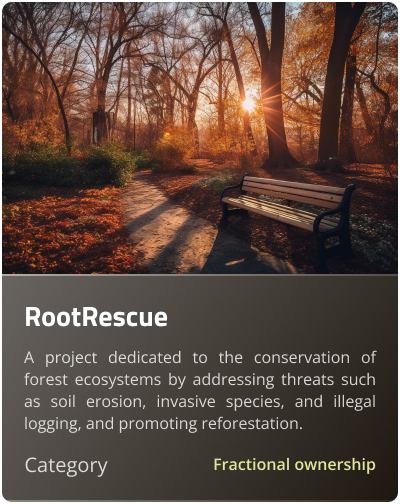 RootRescue
A project dedicated to the conservation of
forest ecosystems by addressing threats such
as soil erosion, invasive species, and illegal
logging, and promoting reforestation.
Category
Fractional ownership